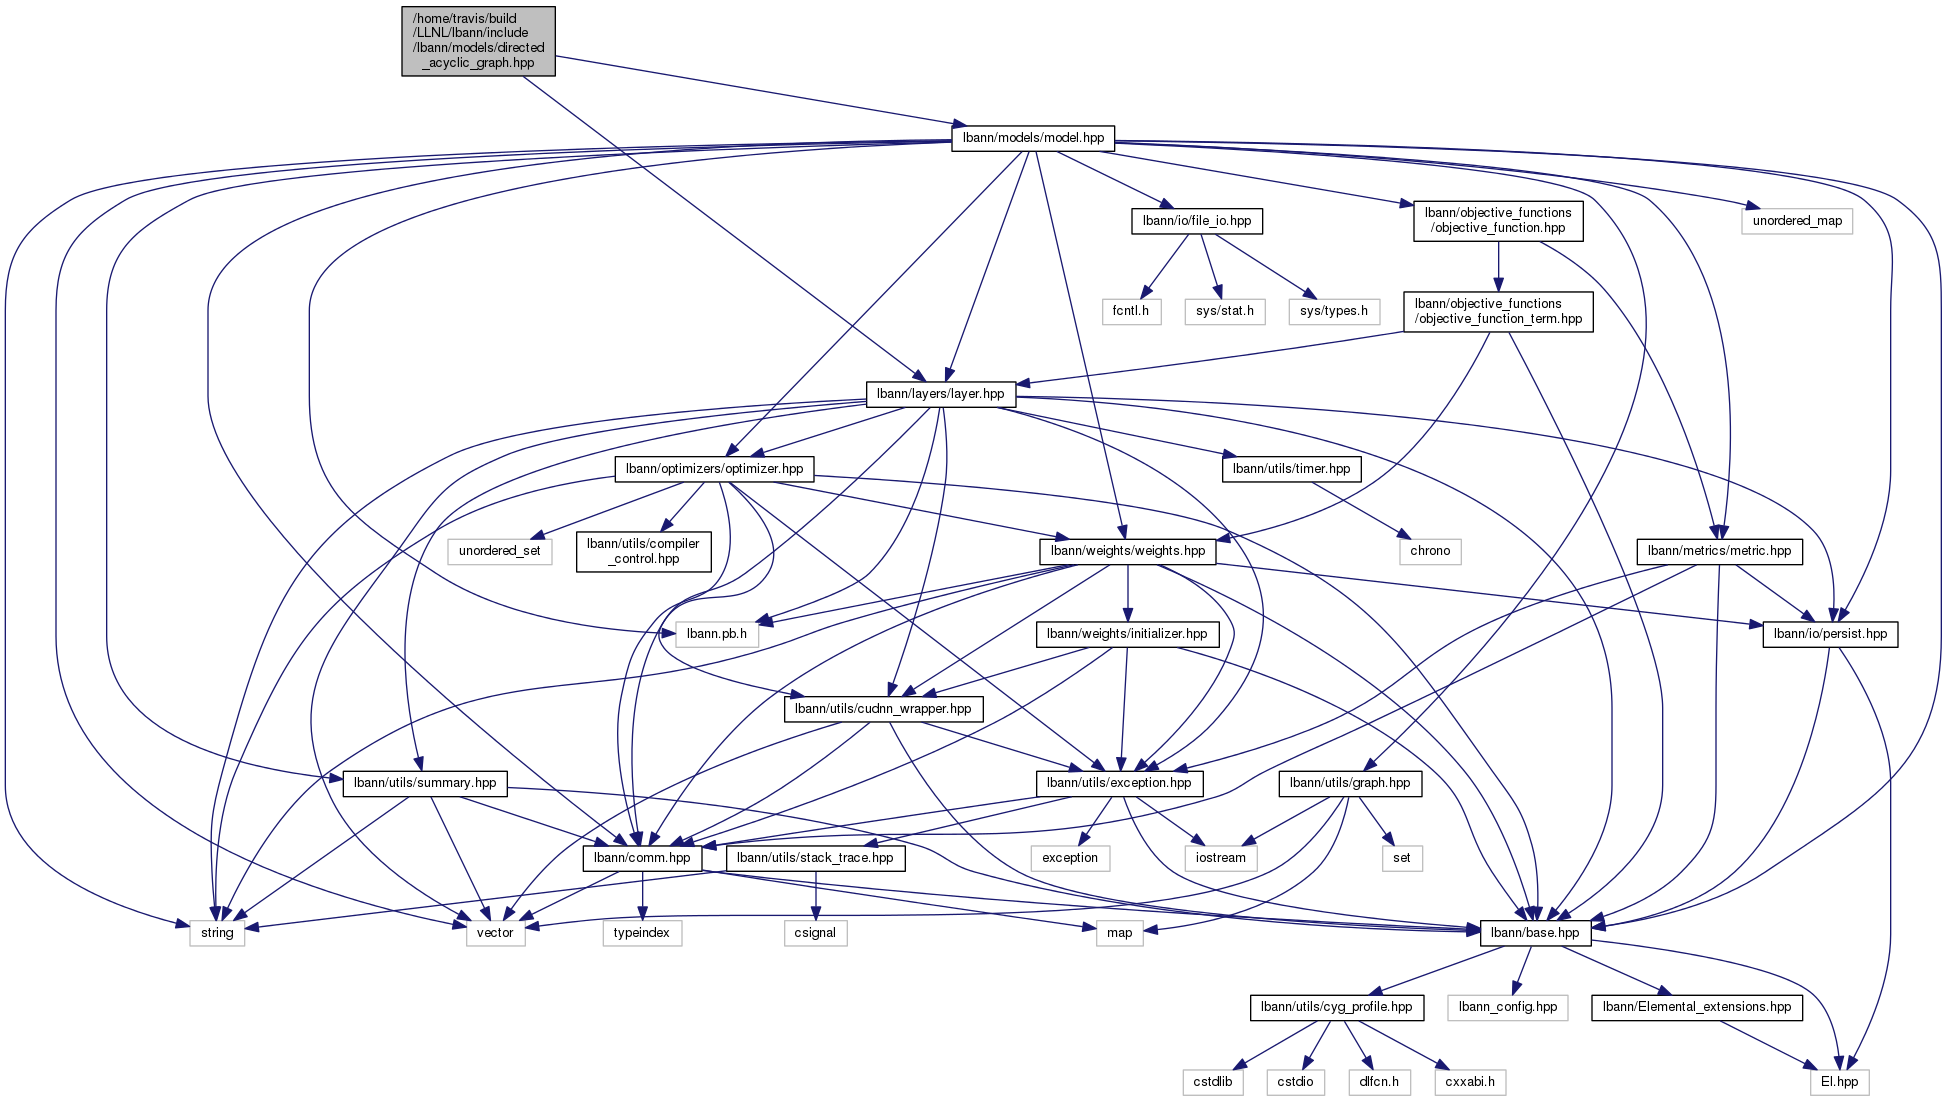 /home/travis/build
/LLNL/lbann/include
/lbann/models/directed
_acyclic_graph.hpp
lbann/models/model.hpp
lbann/io/file_io.hpp
lbann/objective_functions
/objective_function.hpp
unordered_map
fcntl.h
sys/stat.h
sys/types.h
lbann/objective_functions
/objective_function_term.hpp
lbann/layers/layer.hpp
lbann/optimizers/optimizer.hpp
lbann/utils/timer.hpp
unordered_set
lbann/utils/compiler
_control.hpp
lbann/weights/weights.hpp
chrono
lbann/metrics/metric.hpp
lbann.pb.h
lbann/weights/initializer.hpp
lbann/io/persist.hpp
lbann/utils/cudnn_wrapper.hpp
lbann/utils/summary.hpp
lbann/utils/exception.hpp
lbann/utils/graph.hpp
lbann/comm.hpp
lbann/utils/stack_trace.hpp
exception
iostream
set
string
vector
typeindex
csignal
map
lbann/base.hpp
lbann/utils/cyg_profile.hpp
lbann_config.hpp
lbann/Elemental_extensions.hpp
cstdlib
cstdio
dlfcn.h
cxxabi.h
El.hpp